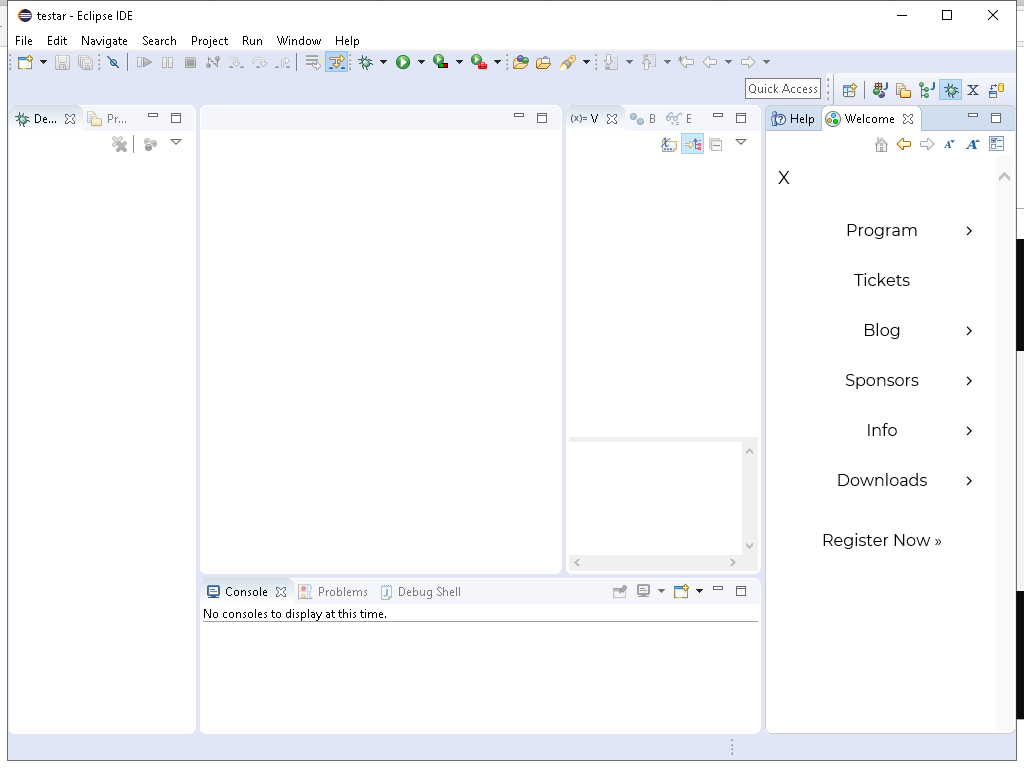 testar - Eclipse IDE
File Edit Navigate Search Project Run Window Help
Quick Access
De... Pr... (x)= V B E Help Welcome
X
Program
Tickets
Blog
Sponsors
Info
Downloads
Register Now »
Console Problems Debug Shell
No consoles to display at this time.